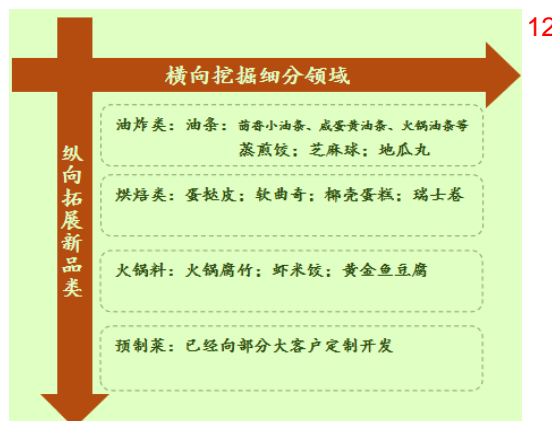 12
横向挖掘细分领域
纵向拓展新品类
油炸类：油条：茴香小油条、咸蛋黄油条、火锅油条等
蒸煎饺；芝麻球；地瓜丸
烘焙类：蛋挞皮；软曲奇；椰壳蛋糕；瑞士卷
火锅料：火锅腐竹；虾米饺；黄金鱼豆腐
预制菜：已经向部分大客户定制开发